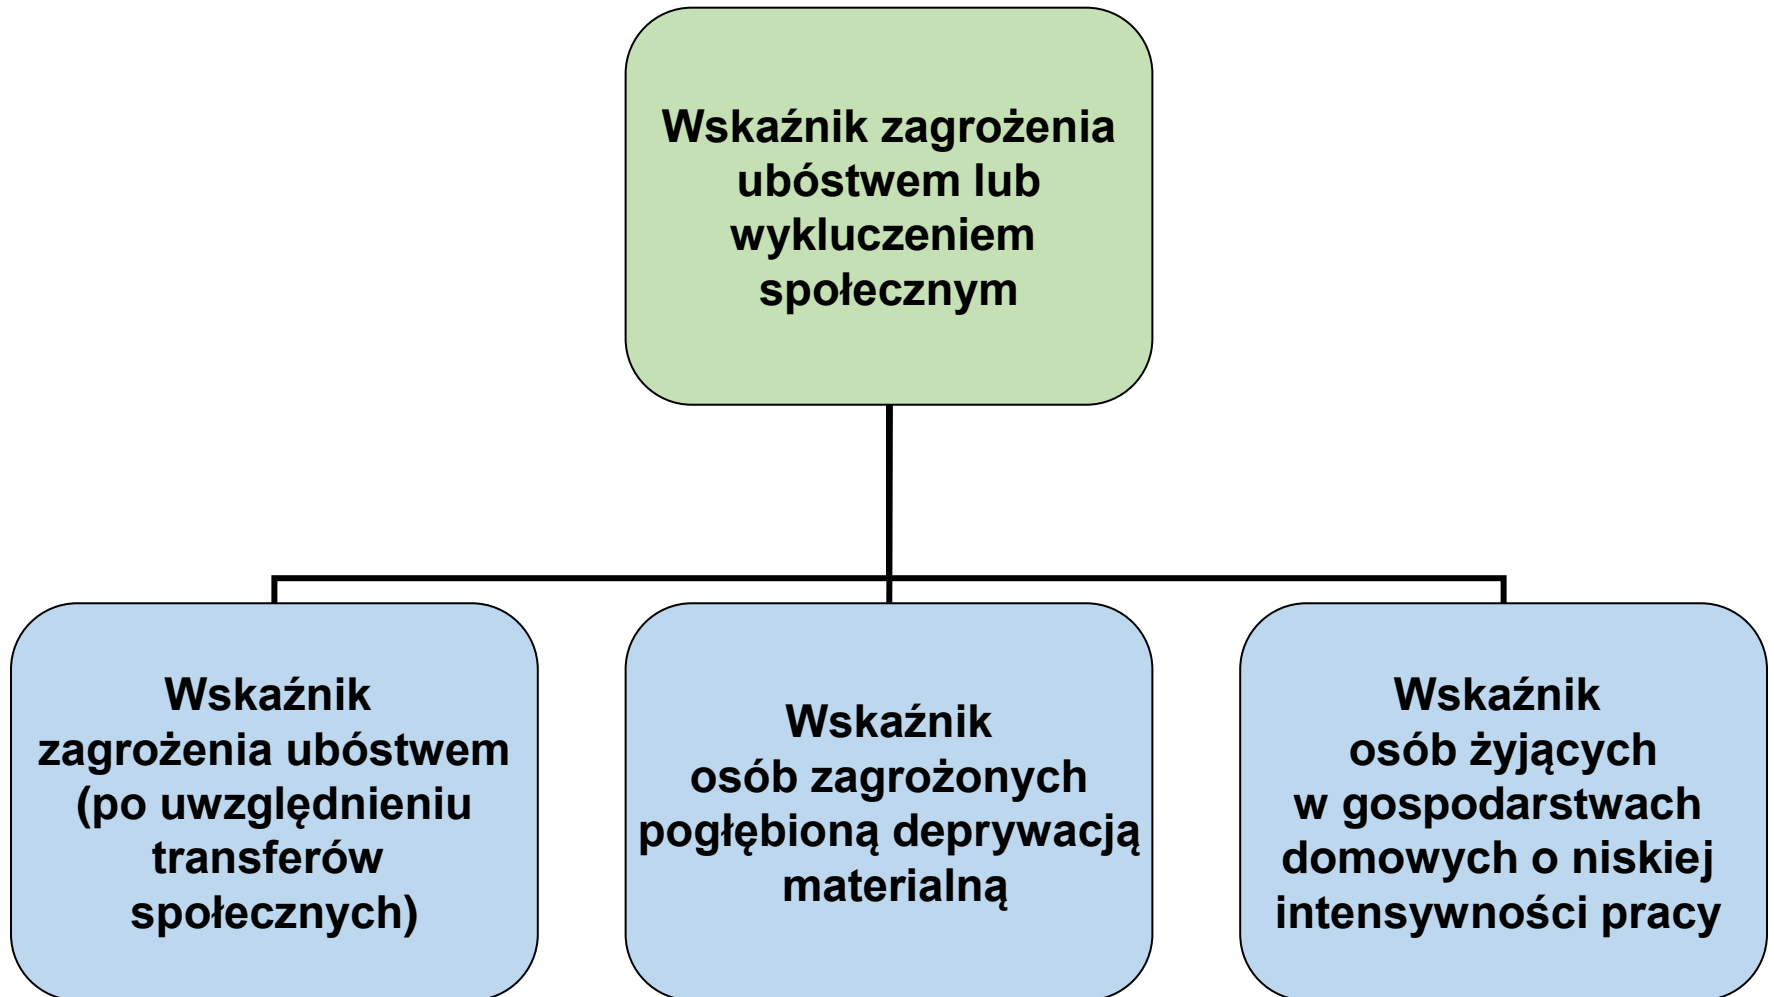 Wskaźnik zagrożenia
ubóstwem lub
wykluczeniem
społecznym
Wskaźnik
zagrożenia ubóstwem
(po uwzględnieniu
transferów
społecznych)
Wskaźnik
osób zagrożonych
pogłębioną deprywacją
materialną
Wskaźnik
osób żyjących
w gospodarstwach
domowych o niskiej
intensywności pracy